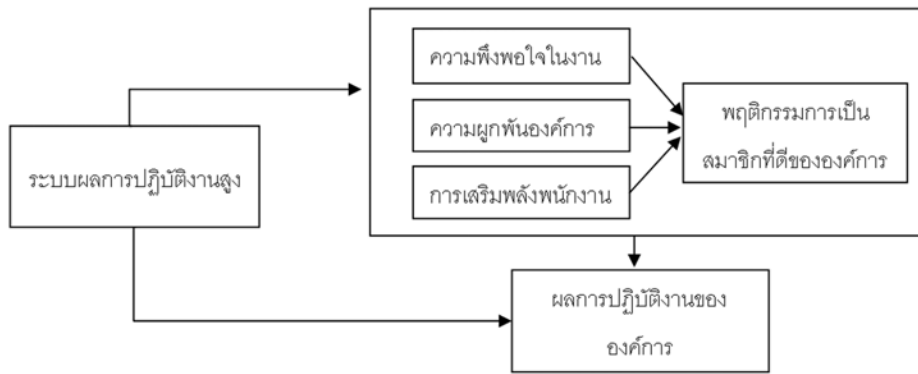 ระบบผลการปฏิบัติงานสูง
ความพึงพอใจในงาน
ความผูกพันองค์การ
การเสริมพลังพนักงาน
พฤติกรรมการเป็น
สมาชิกที่ดีขององค์การ
ผลการปฏิบัติงานของ
องค์การ